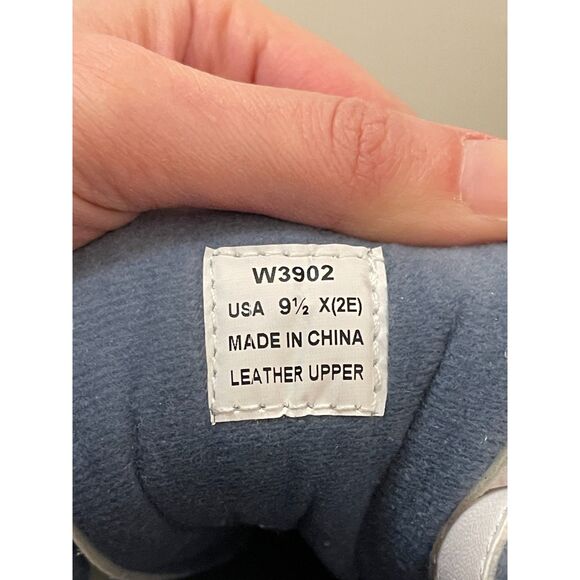 W3902
USA 9½ X(2E)
MADE IN CHINA
LEATHER UPPER